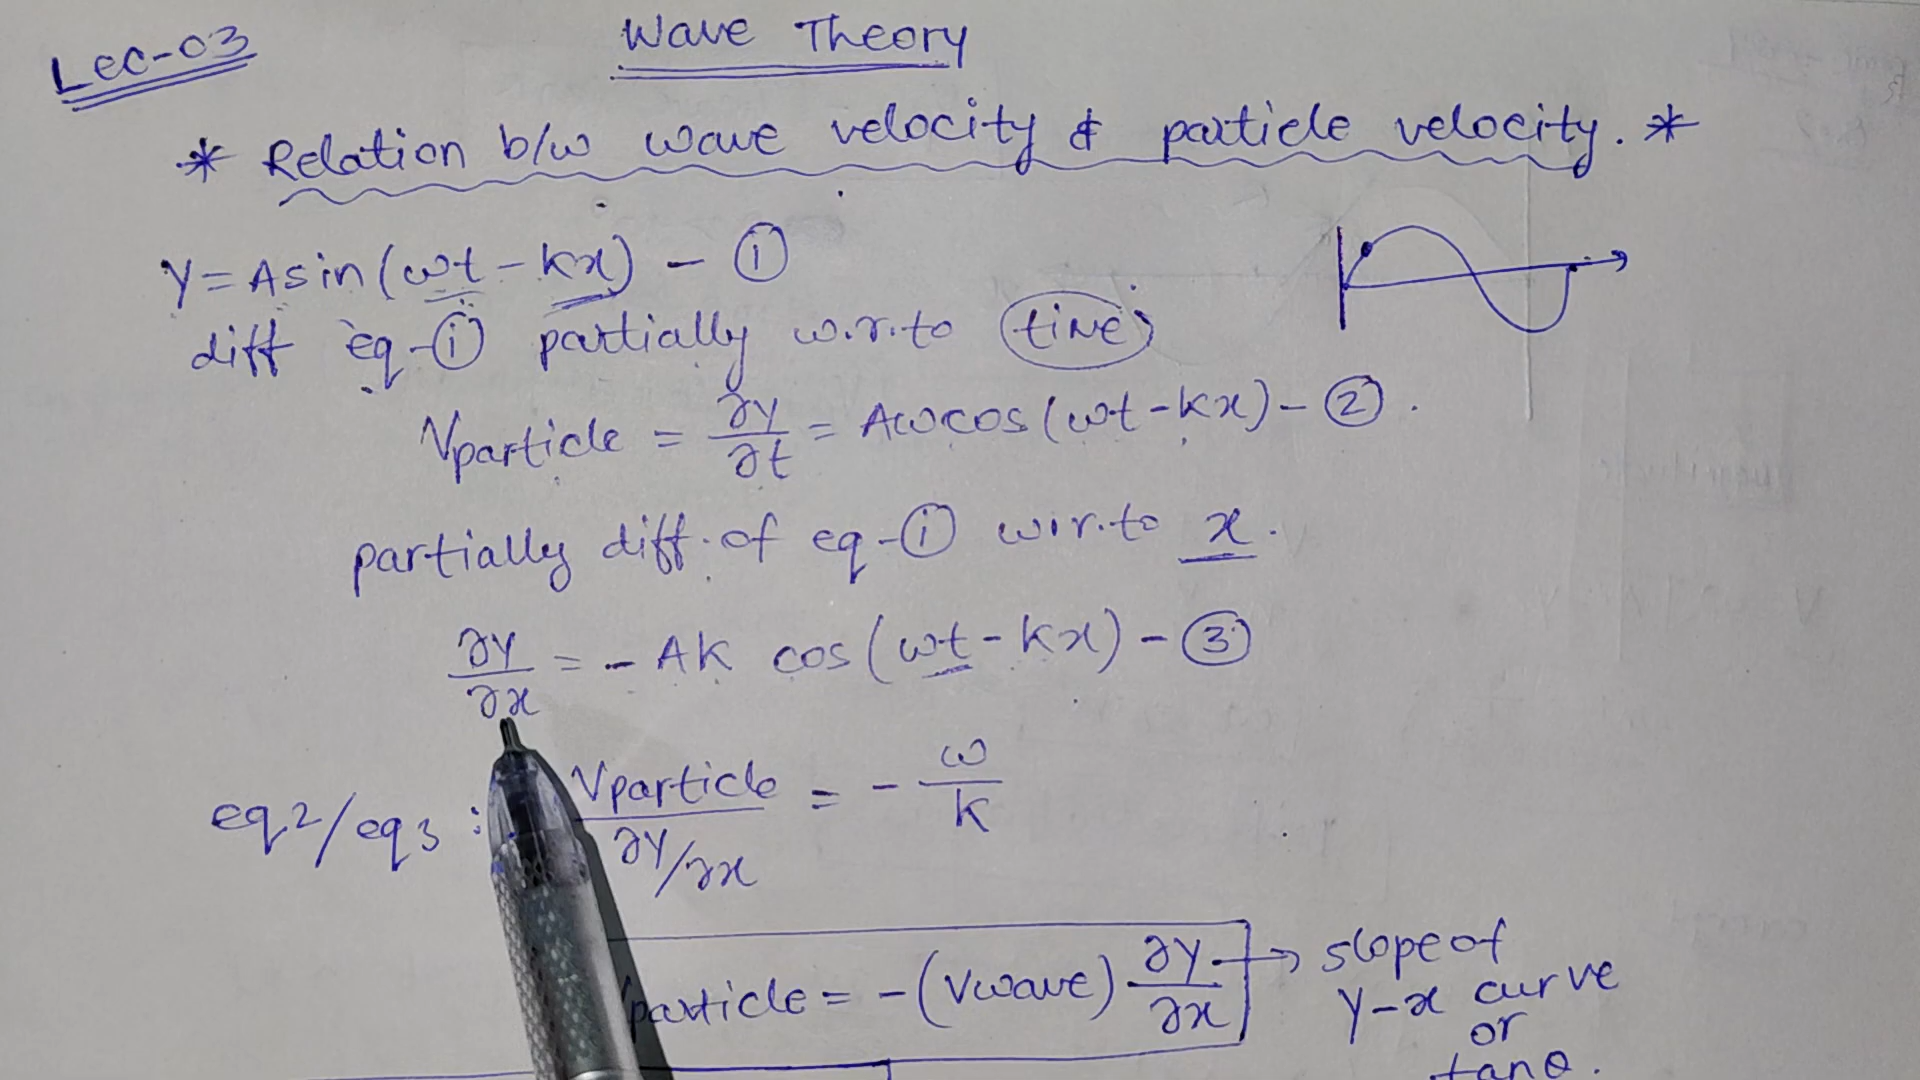 Lec-03
Wave Theory
* Relation b/w wave velocity & particle velocity. *
Y = A sin(ωt - kx) - ①
diff eq-① partially w.r.to time
Vparticle = ∂y/∂t = Aω cos(ωt - kx) - ② .
partially diff. of eq-① w.r.to x.
∂y/∂x = - AK cos(ωt - kx) - ③
eq2/eq3 : Vparticle / ∂y/∂x = - ω/k
particle = -(Vwave) ∂y/∂x → slope of
y-x curve
or
tanθ.